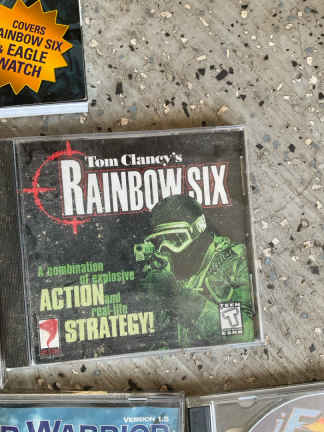 COVERS
RAINBOW SIX
& EAGLE
WATCH
Tom Clancy's
RAINBOW SIX
A combination
of explosive
ACTION and
real-life
STRATEGY!
TEEN
T
VERSION 1.5
WARRIOR